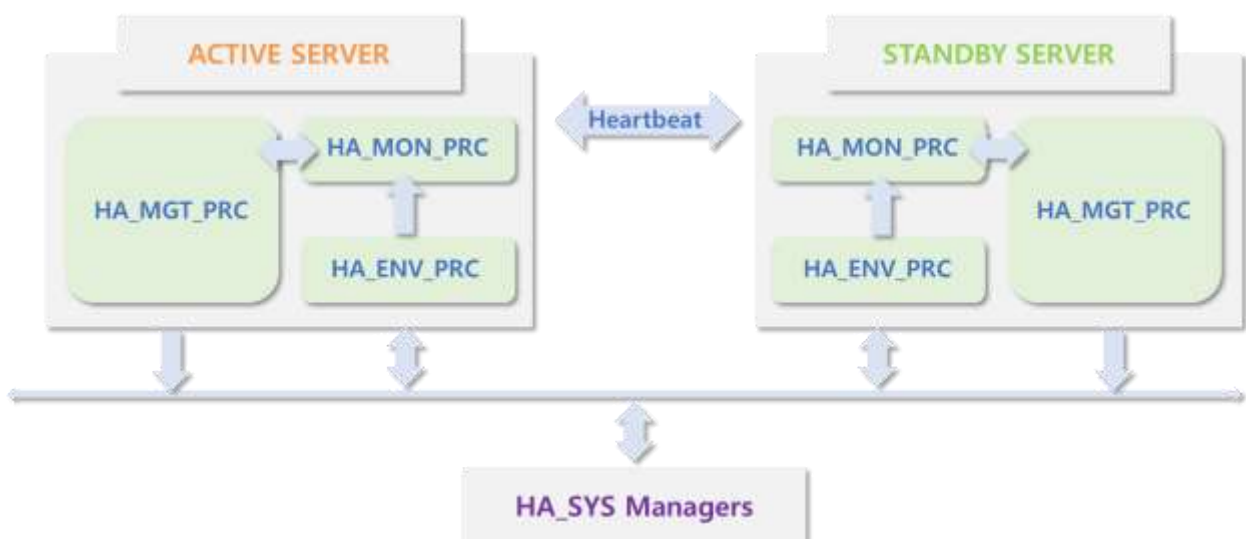 ACTIVE SERVER
STANDBY SERVER
Heartbeat
HA_MON_PRC
HA_MGT_PRC
HA_ENV_PRC
HA_MON_PRC
HA_MGT_PRC
HA_ENV_PRC
HA_SYS Managers